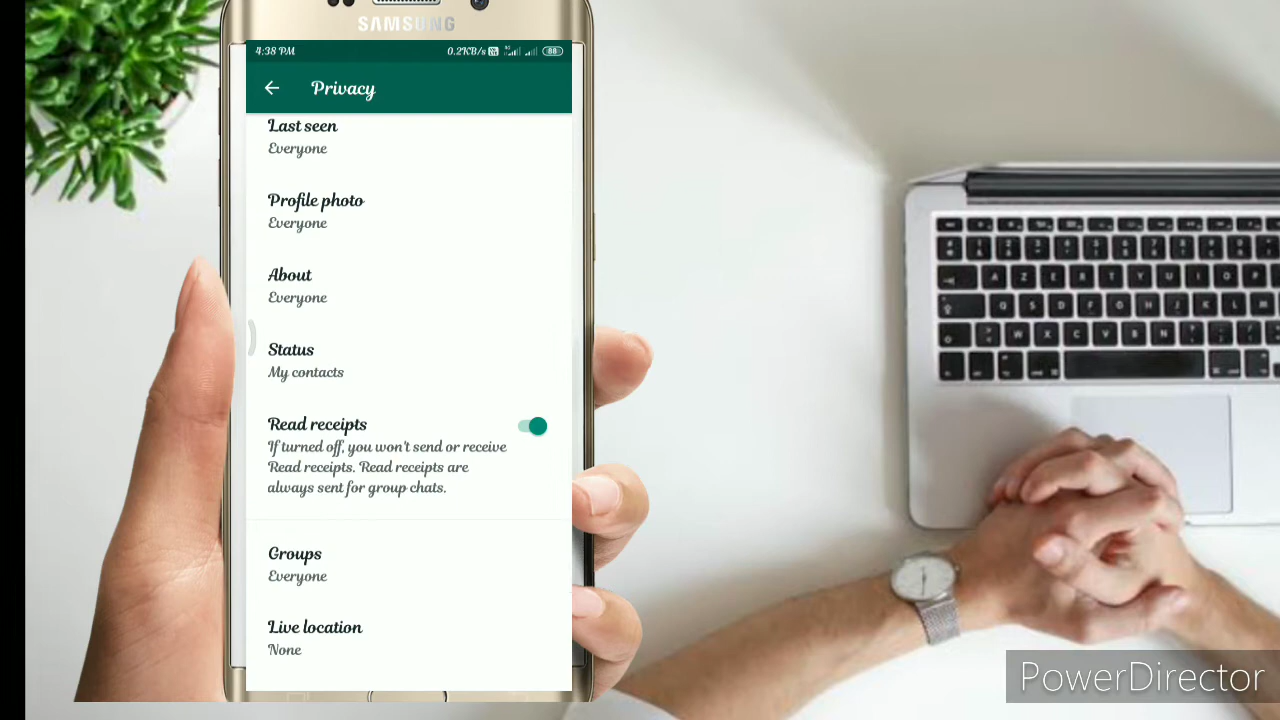 SAMSUNG
4:38 PM 0.2KB/s 88
Privacy
Last seen
Everyone
Profile photo
Everyone
About
Everyone
Status
My contacts
Read receipts
If turned off, you won't send or receive
Read receipts. Read receipts are
always sent for group chats.
Groups
Everyone
Live location
None
PowerDirector